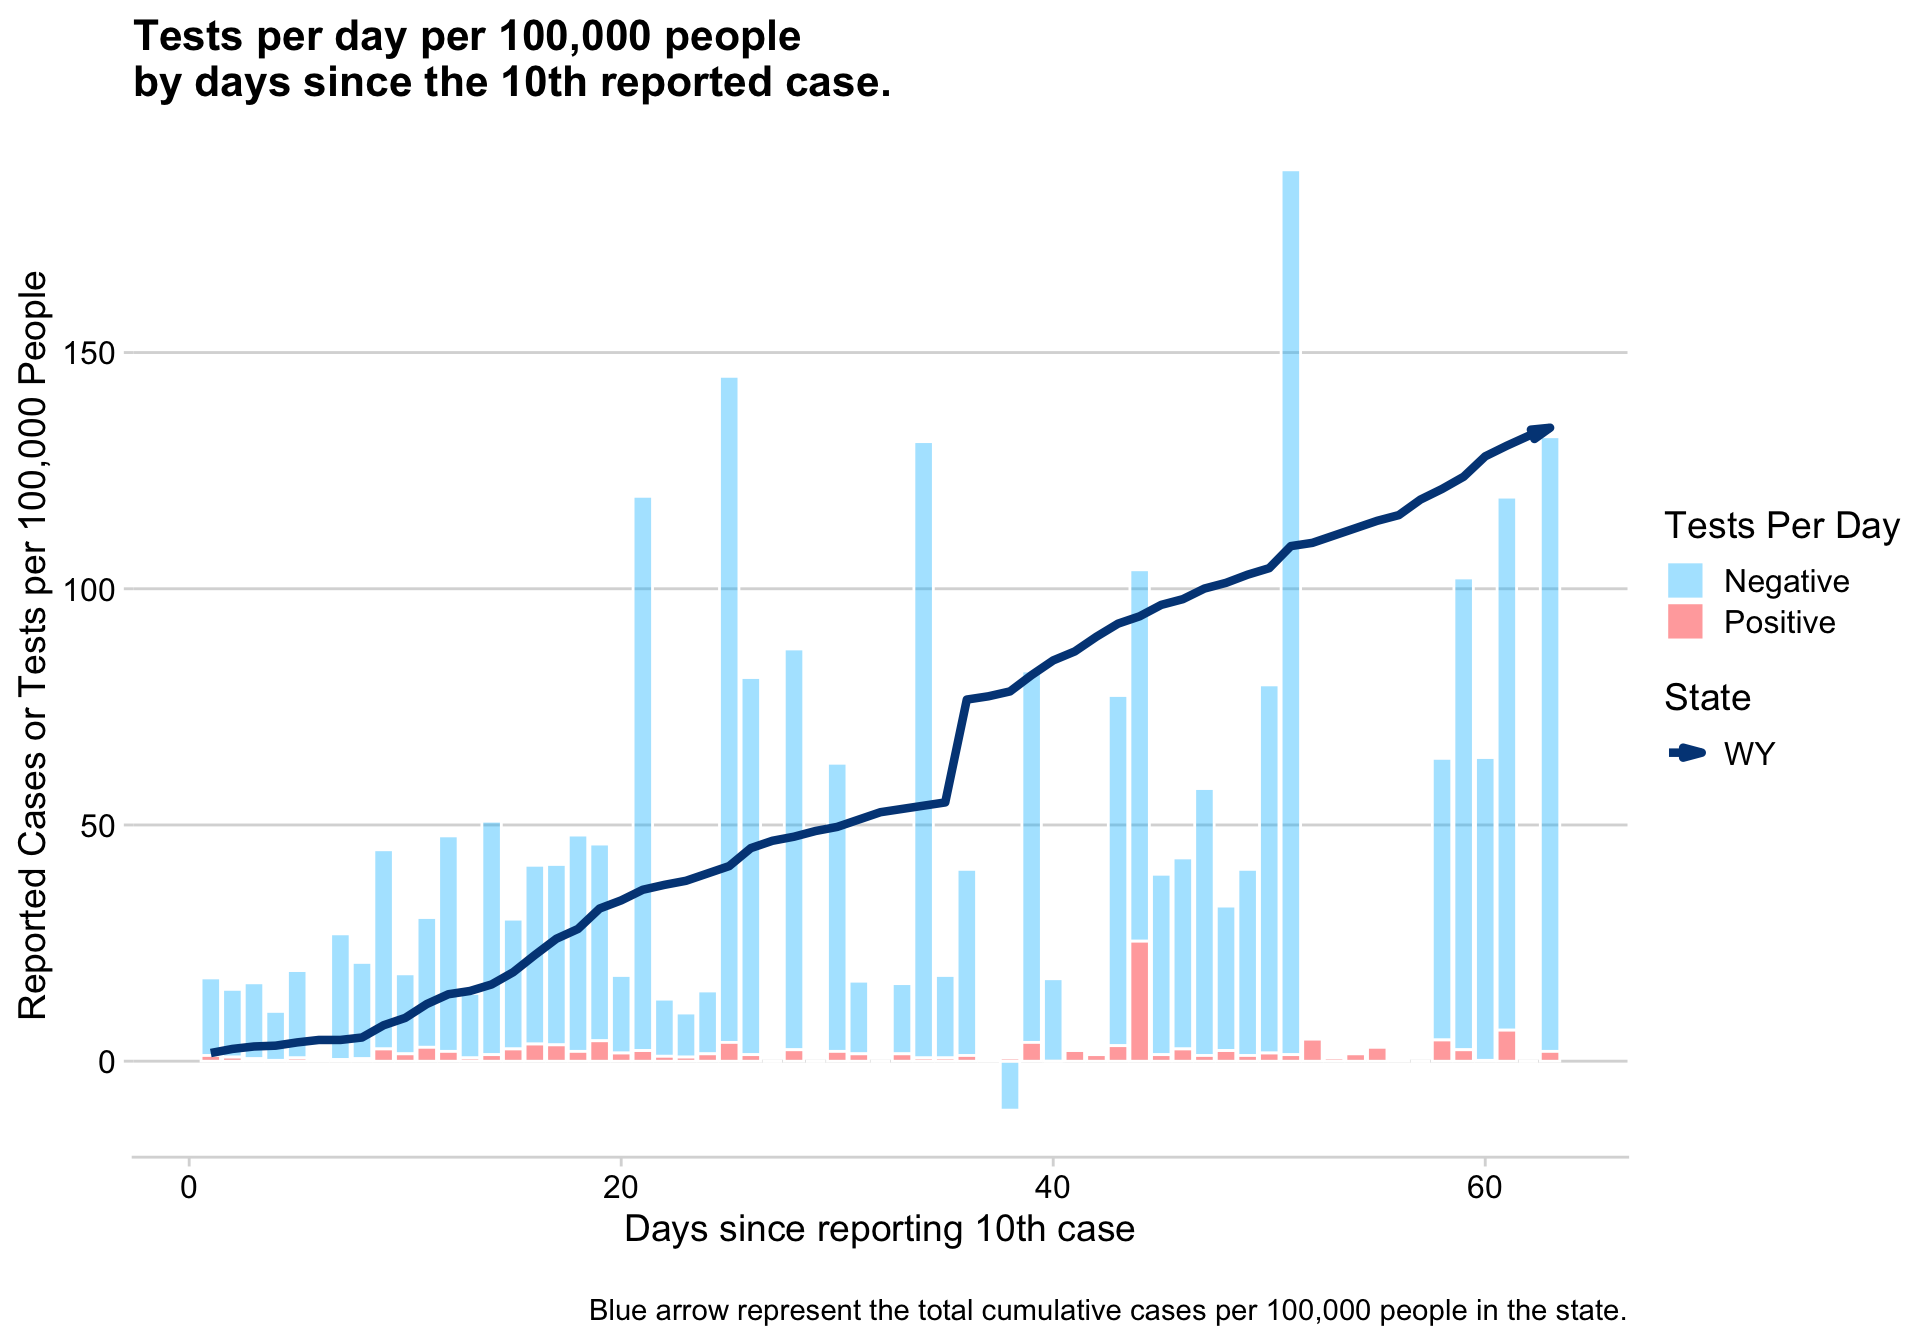 Tests per day per 100,000 people
by days since the 10th reported case.
Reported Cases or Tests per 100,000 People
150
100
50
0
0
20
40
60
Days since reporting 10th case
Tests Per Day
Negative
Positive
State
WY
Blue arrow represent the total cumulative cases per 100,000 people in the state.